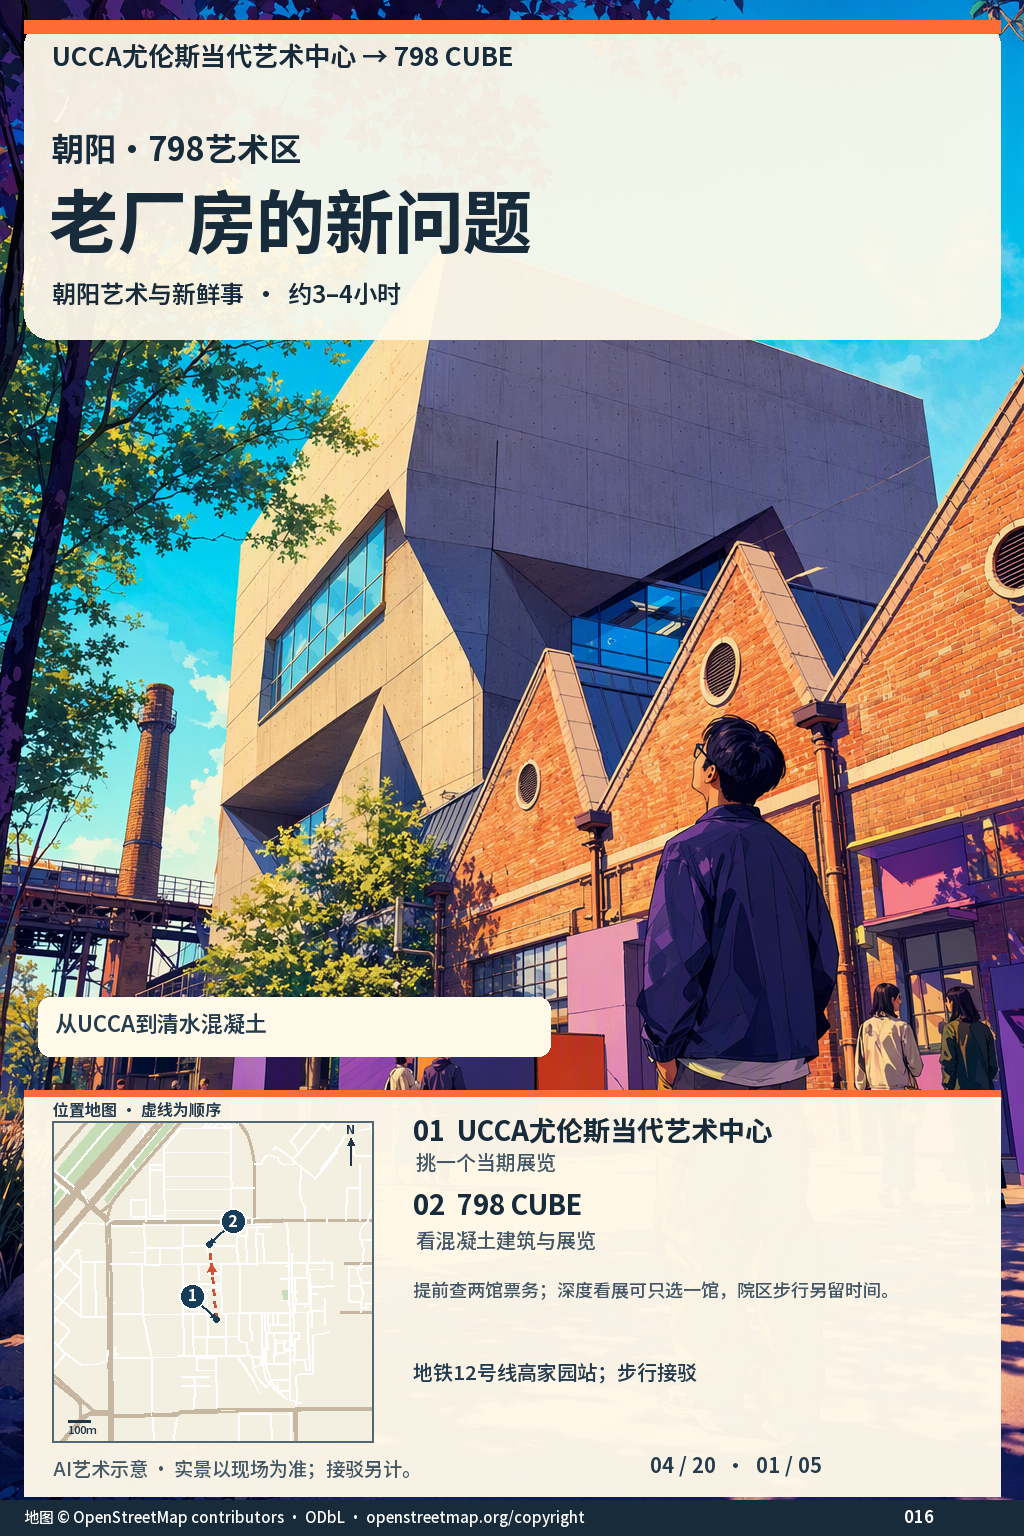 UCCA尤伦斯当代艺术中心 → 798 CUBE
朝阳・798艺术区
老厂房的新问题
朝阳艺术与新鲜事 ・ 约3–4小时
从UCCA到清水混凝土
位置地图 ・ 虚线为顺序
N
2
1
100m
01 UCCA尤伦斯当代艺术中心
挑一个当期展览
02 798 CUBE
看混凝土建筑与展览
提前查两馆票务；深度看展可只选一馆，院区步行另留时间。
地铁12号线高家园站；步行接驳
AI艺术示意 ・ 实景以现场为准；接驳另计。
04 / 20 ・ 01 / 05
地图 © OpenStreetMap contributors ・ ODbL ・ openstreetmap.org/copyright
016